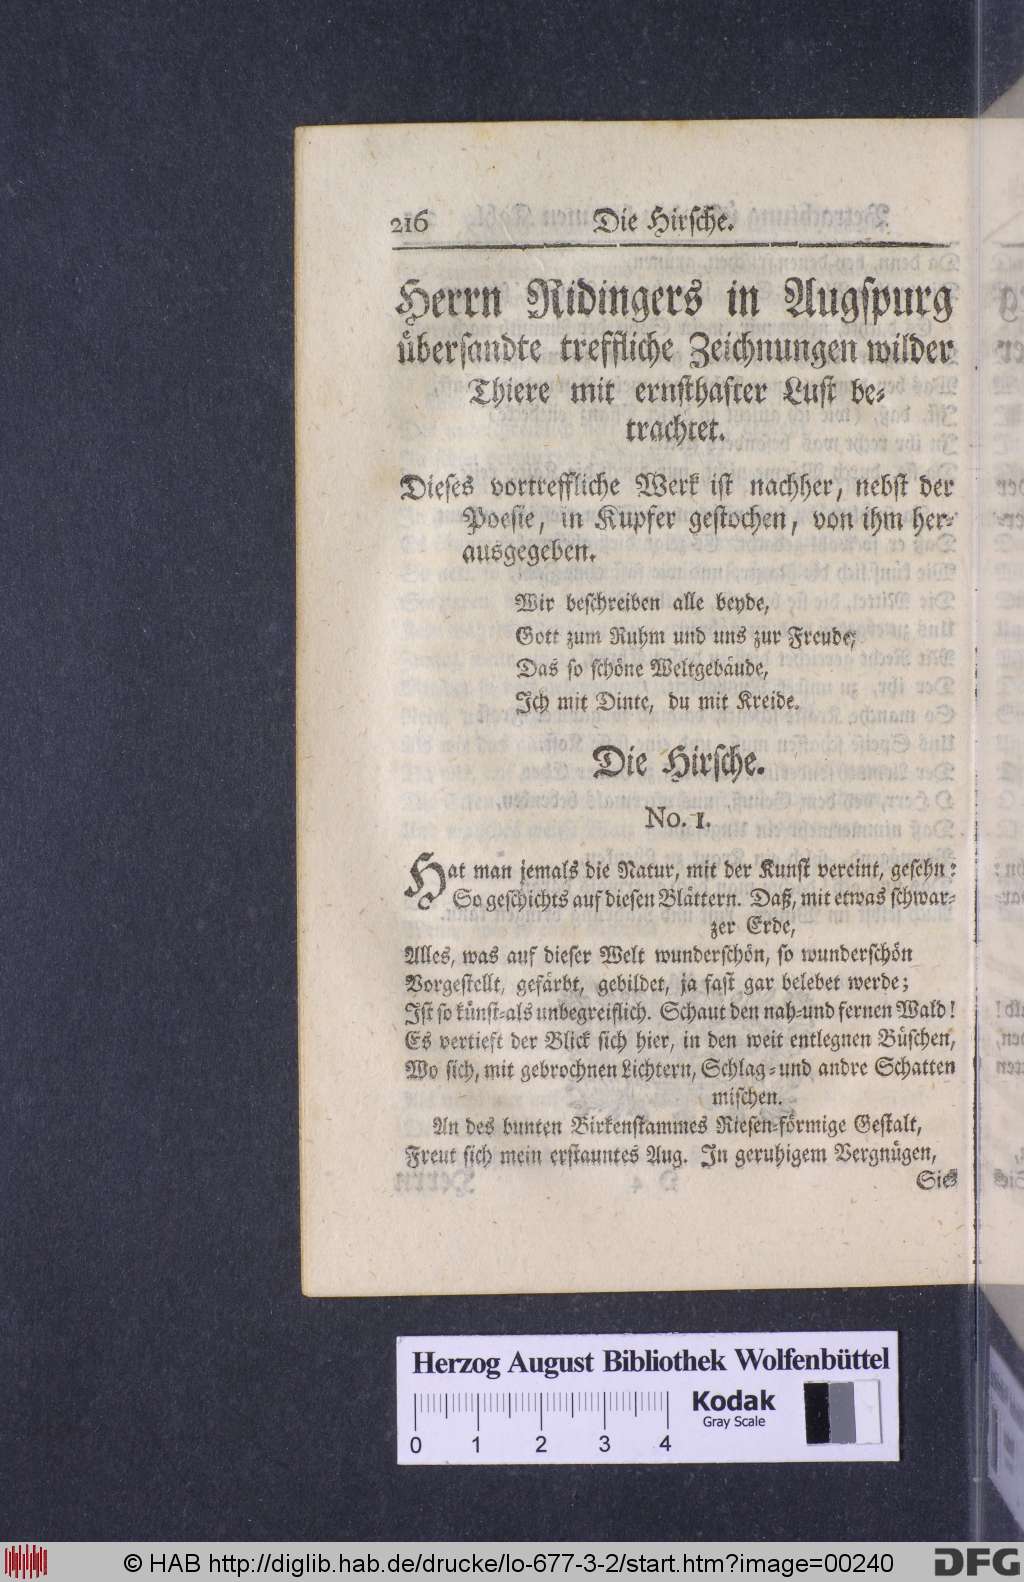 216 Die Hirsche.
Herrn Ridingers in Augspurg
übersandte treffliche Zeichnungen wilder
Thiere mit ernsthafter Lust be-
trachtet.
Dieses vortreffliche Werk ist nachher, nebst der
Poesie, in Kupfer gestochen, von ihm her-
ausgegeben.
Wir beschreiben alle beyde,
Gott zum Ruhm und uns zur Freude,
Das so schöne Weltgebäude,
Ich mit Dinte, du mit Kreide.
Die Hirsche.
No. 1.
Hat man jemals die Natur, mit der Kunst vereint, gesehn:
So geschichts auf diesen Blättern. Daß, mit etwas schwar-
zer Erde,
Alles, was auf dieser Welt wunderschön, so wunderschön
Vorgestellt, gefärbt, gebildet, ja fast gar belebet werde;
Ist so künst-als unbegreiflich. Schaut den nah-und fernen Wald!
Es vertieft der Blick sich hier, in den weit entlegnen Büschen,
Wo sich, mit gebrochnen Lichtern, Schlag-und andre Schatten
mischen.
An des bunten Birkenstammes Riesen-förmige Gestalt,
Freut sich mein erstauntes Aug. In geruhigem Vergnügen,
Sie
Herzog August Bibliothek Wolfenbüttel
0 1 2 3 4
Kodak
Gray Scale
© HAB http://diglib.hab.de/drucke/lo-677-3-2/start.htm?image=00240
DFG